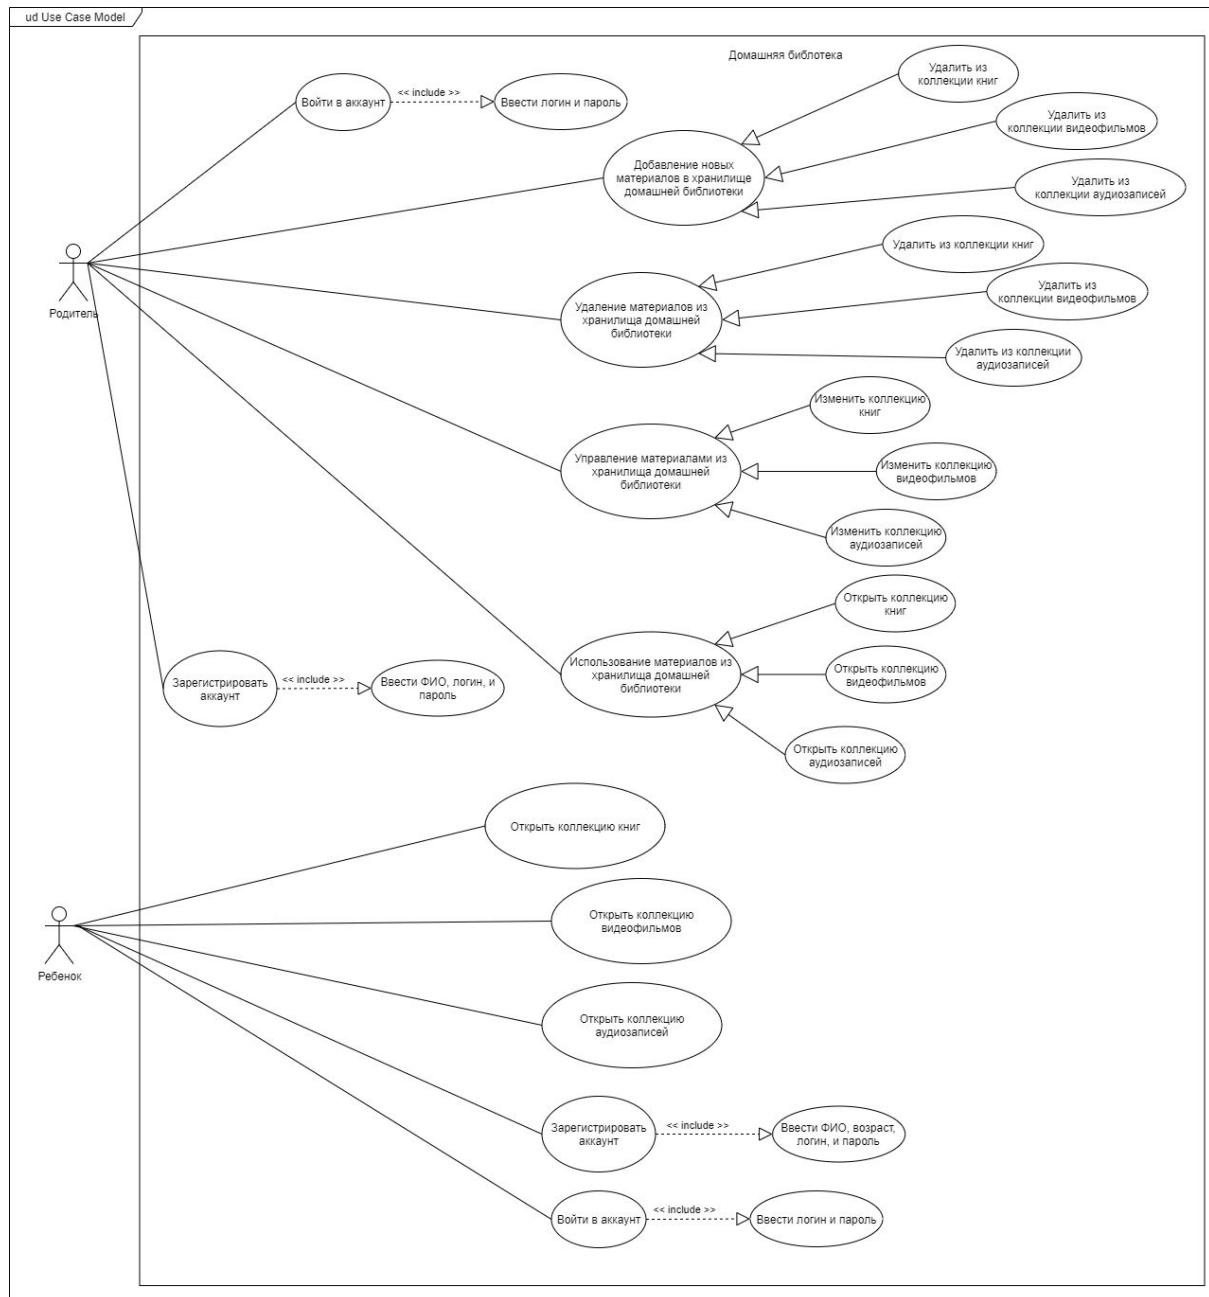 ud Use Case Model
Домашняя библотека
Войти в аккаунт
<< include >>
Ввести логин и пароль
Добавление новых
материалов в хранилище
домашней библиотеки
Удалить из
коллекции книг
Удалить из
коллекции видеофильмов
Удалить из
коллекции аудиозаписей
Родитель
Удаление материалов из
хранилища домашней
библиотеки
Удалить из коллекции книг
Удалить из
коллекции видеофильмов
Удалить из коллекции
аудиозаписей
Управление материалами из
хранилища домашней
библиотеки
Изменить коллекцию
книг
Изменить коллекцию
видеофильмов
Изменить коллекцию
аудиозаписей
Использование материалов из
хранилища домашней
библиотеки
Открыть коллекцию
книг
Открыть коллекцию
видеофильмов
Открыть коллекцию
аудиозаписей
Зарегистрировать
аккаунт
<< include >>
Ввести ФИО, логин, и
пароль
Открыть коллекцию книг
Открыть коллекцию
видеофильмов
Ребенок
Открыть коллекцию
аудиозаписей
Зарегистрировать
аккаунт
<< include >>
Ввести ФИО, возраст,
логин, и пароль
Войти в аккаунт
<< include >>
Ввести логин и пароль